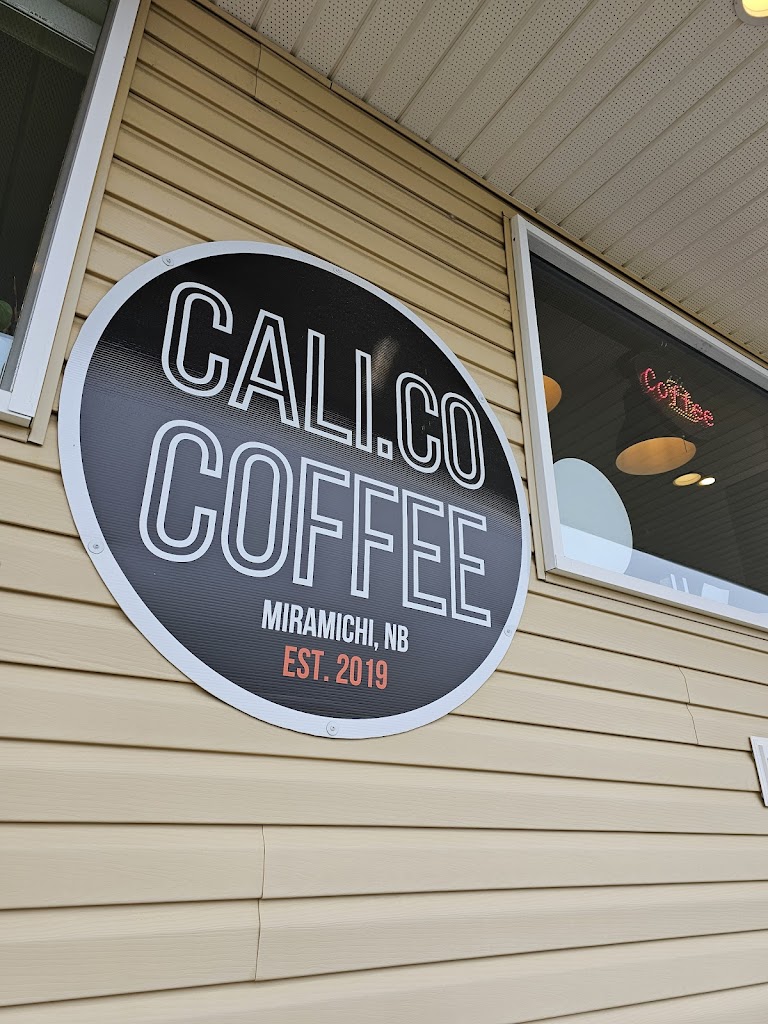 CALI.CO
COFFEE
MIRAMICHI, NB
EST. 2019
Coffee